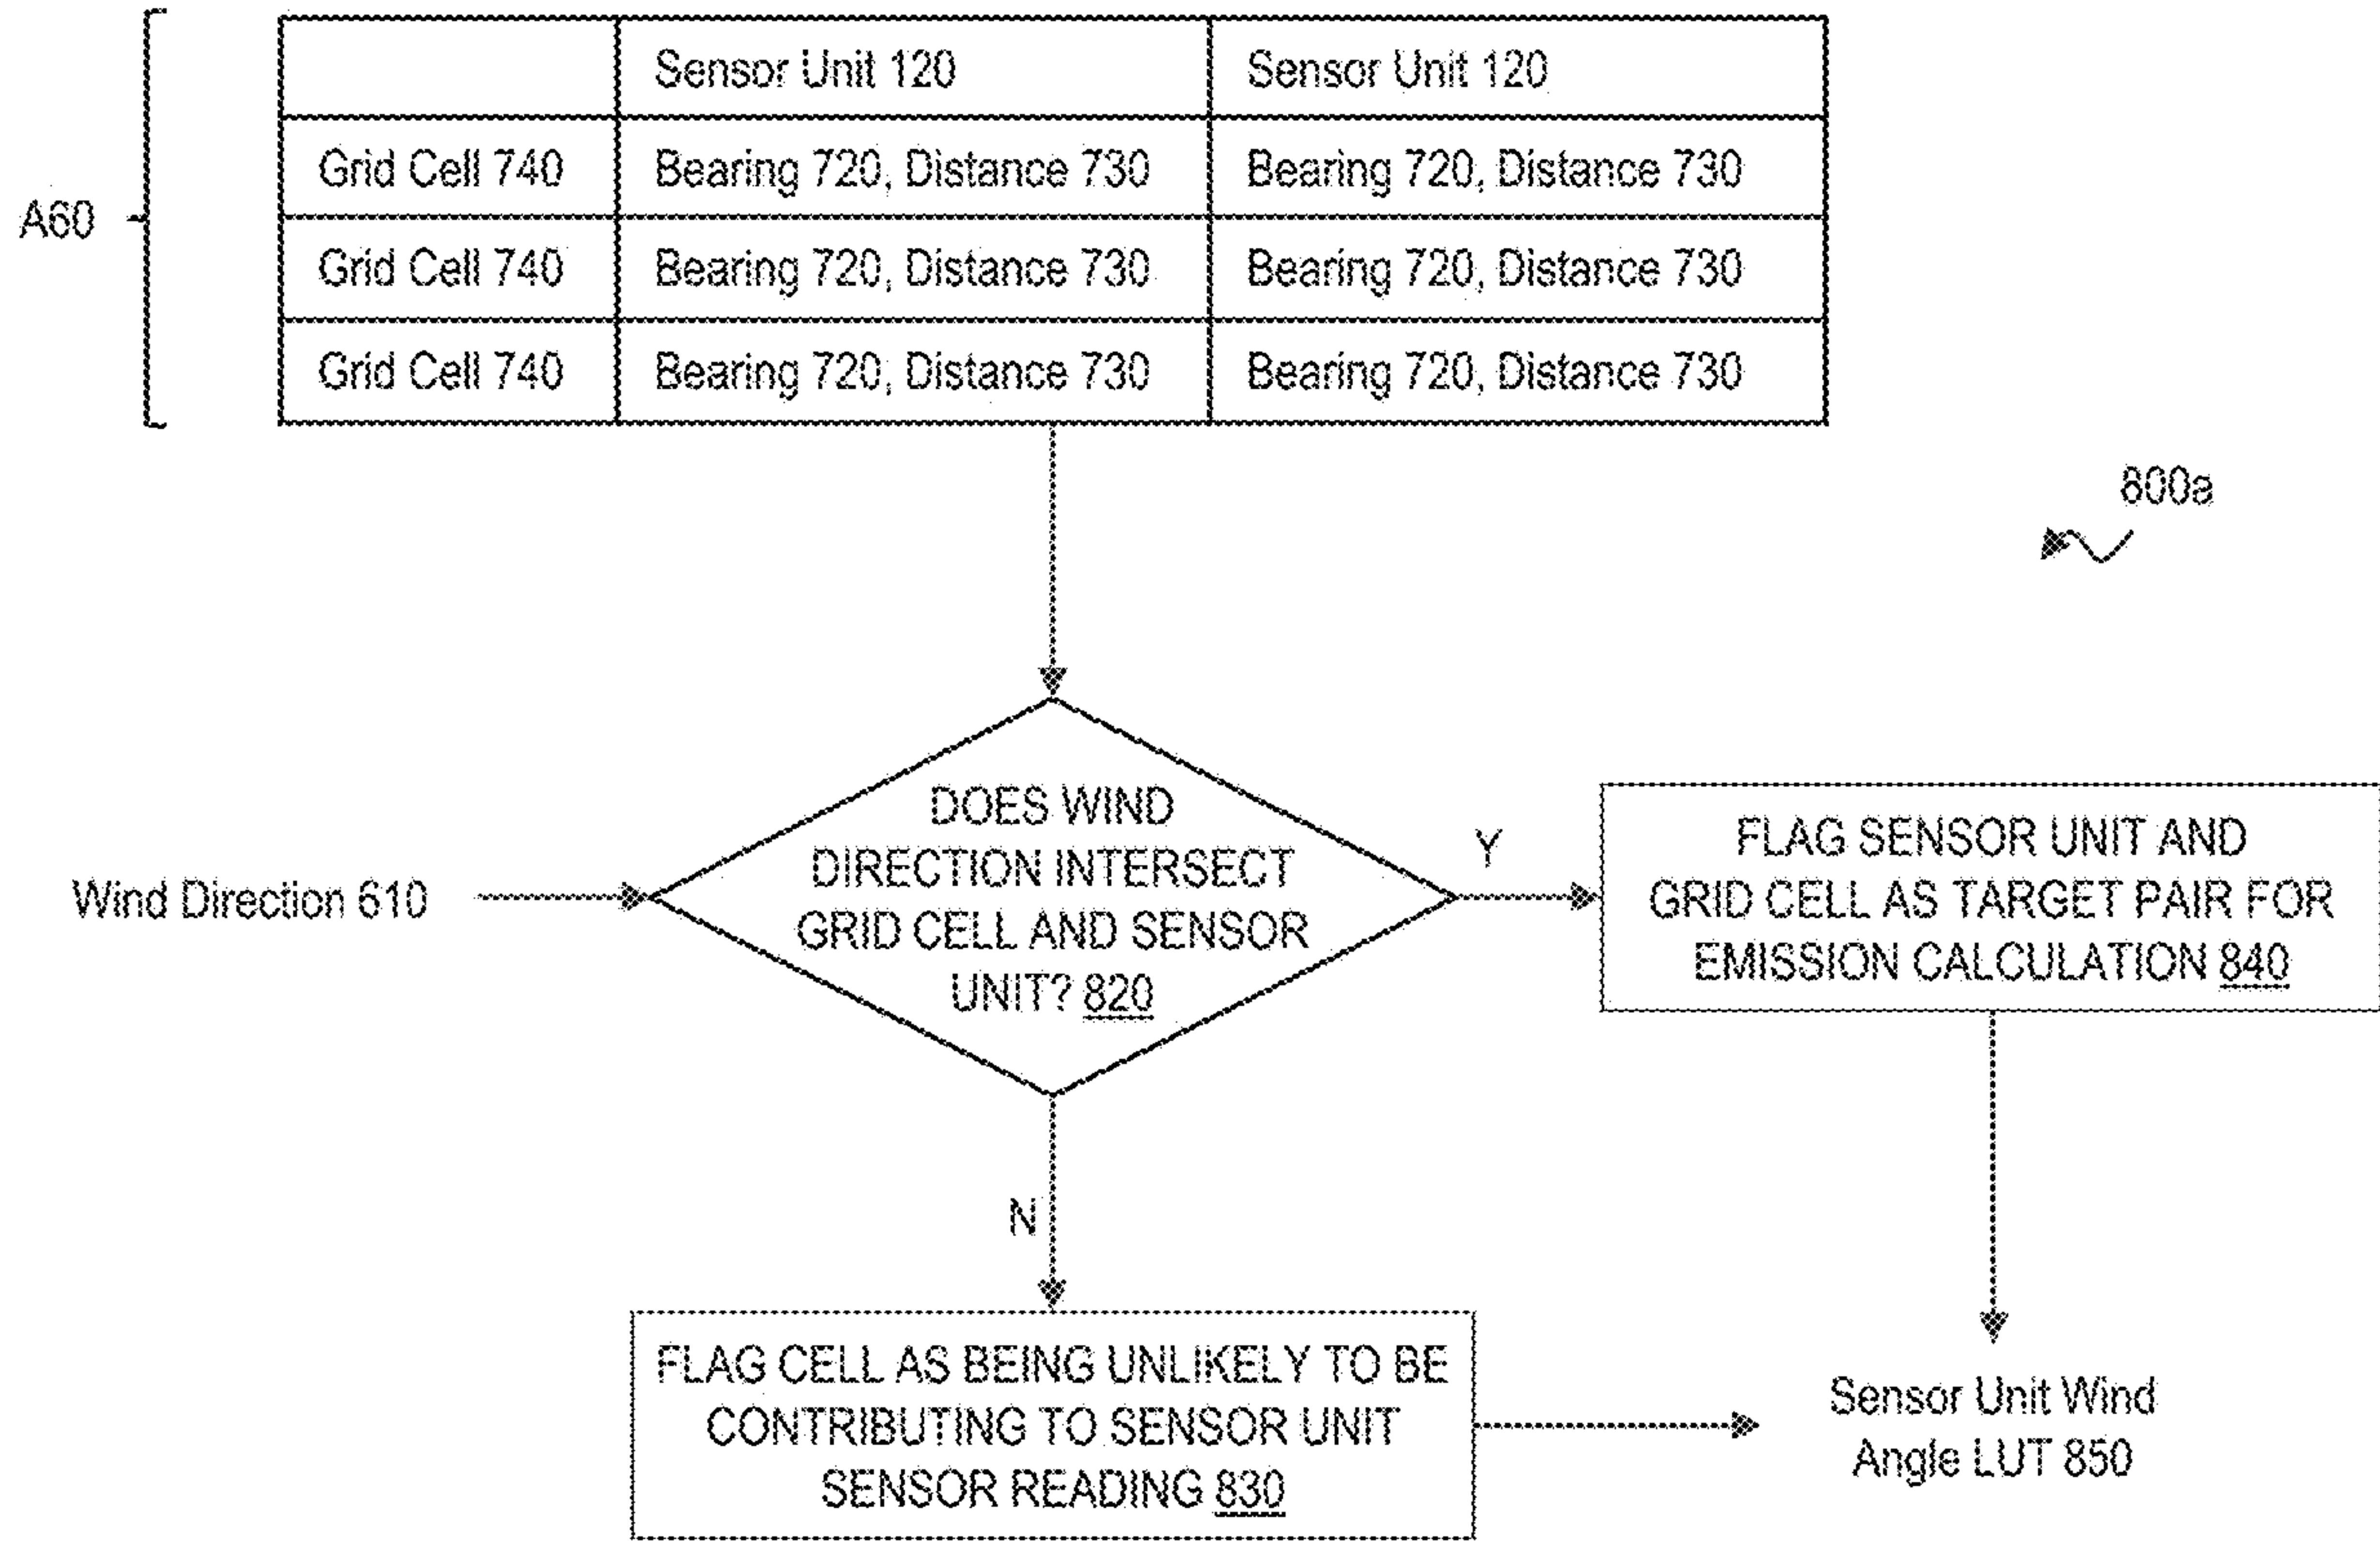 Sensor Unit 120 Sensor Unit 120
Grid Cell 740 Bearing 720, Distance 730 Bearing 720, Distance 730
A60
Grid Cell 740 Bearing 720, Distance 730 Bearing 720, Distance 730
Grid Cell 740 Bearing 720, Distance 730 Bearing 720, Distance 730
800a
Wind Direction 610
DOES WIND
DIRECTION INTERSECT
GRID CELL AND SENSOR
UNIT? 820
Y
FLAG SENSOR UNIT AND
GRID CELL AS TARGET PAIR FOR
EMISSION CALCULATION 840
N
FLAG CELL AS BEING UNLIKELY TO BE
CONTRIBUTING TO SENSOR UNIT
SENSOR READING 830
Sensor Unit Wind
Angle LUT 850